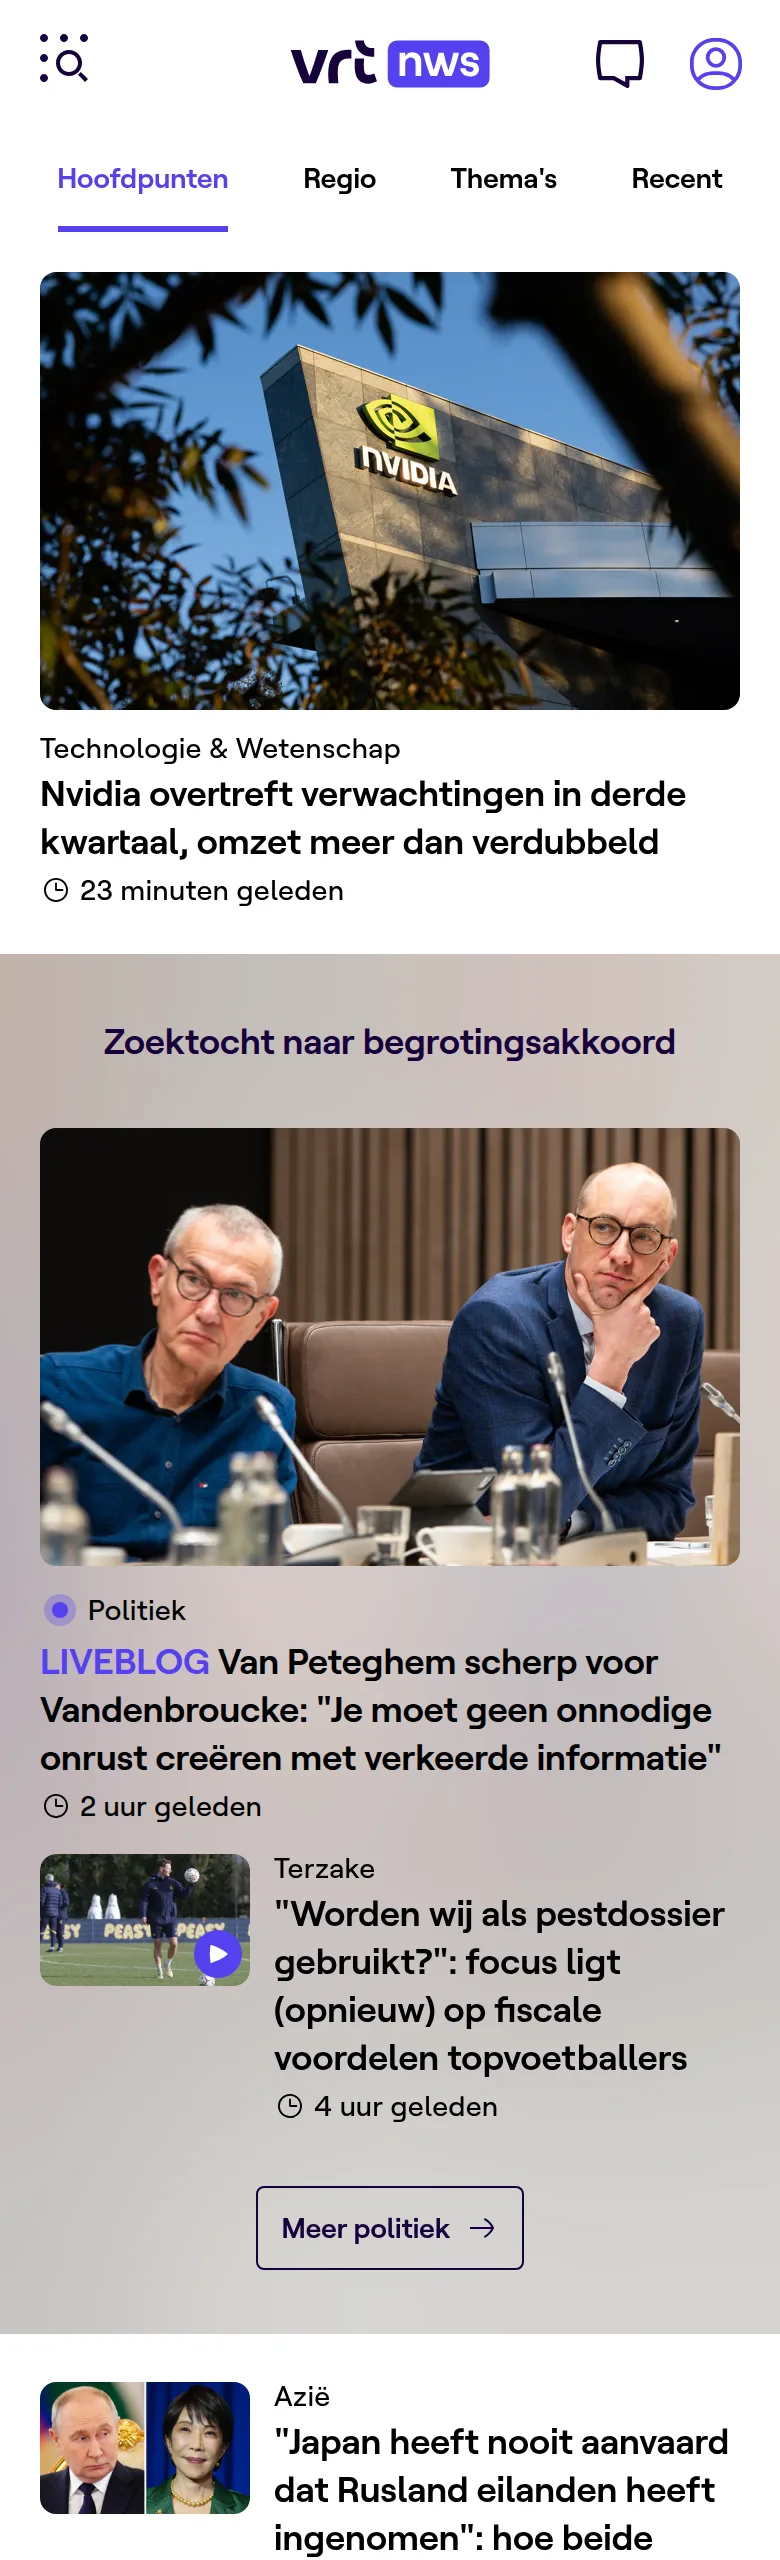 vrt nws
Hoofdpunten Regio Thema's Recent
NVIDIA
Technologie & Wetenschap
Nvidia overtreft verwachtingen in derde
kwartaal, omzet meer dan verdubbeld
23 minuten geleden
Zoektocht naar begrotingsakkoord
Politiek
LIVEBLOG Van Peteghem scherp voor
Vandenbroucke: "Je moet geen onnodige
onrust creëren met verkeerde informatie"
2 uur geleden
PEASY PEASY
Terzake
"Worden wij als pestdossier
gebruikt?": focus ligt
(opnieuw) op fiscale
voordelen topvoetballers
4 uur geleden
Meer politiek
Azië
"Japan heeft nooit aanvaard
dat Rusland eilanden heeft
ingenomen": hoe beide